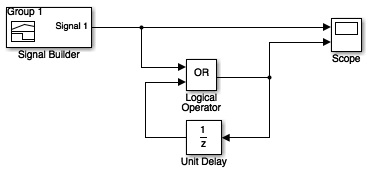 Group 1
Signal 1
Signal Builder
Scope
OR
Logical
Operator
1
z
Unit Delay